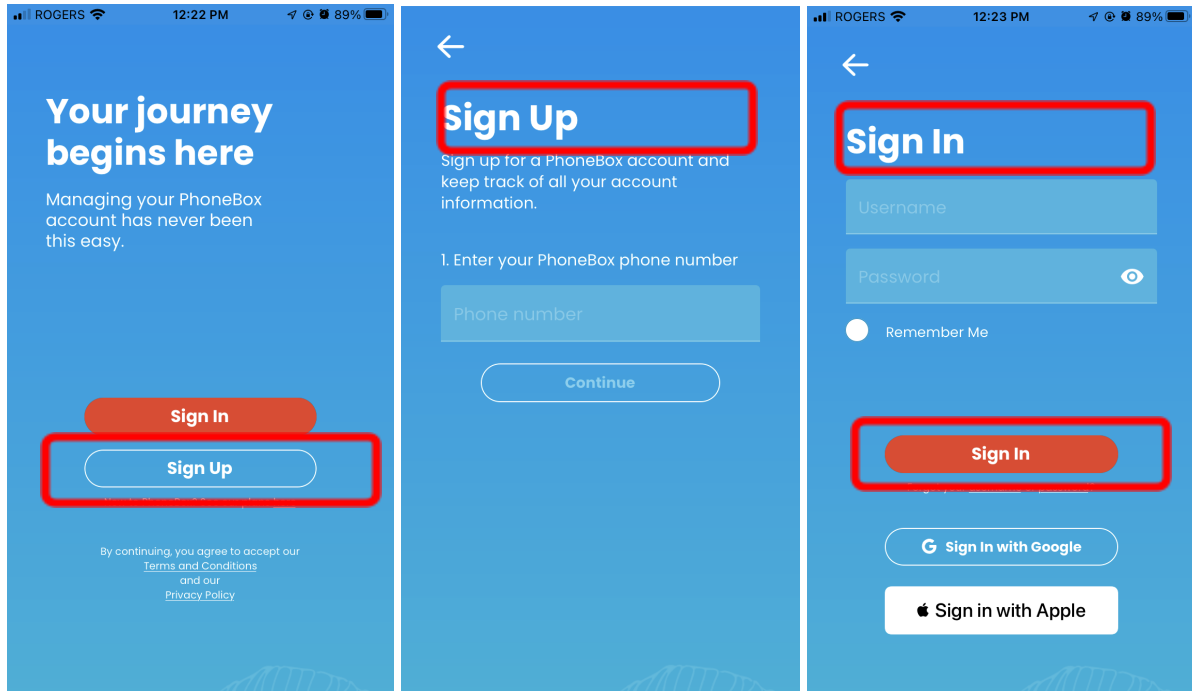 ROGERS 12:22 PM 89%
Your journey
begins here
Managing your PhoneBox
account has never been
this easy.
Sign In
Sign Up
By continuing, you agree to accept our
Terms and Conditions
and our
Privacy Policy
Sign Up
Sign up for a PhoneBox account and
keep track of all your account
information.
1. Enter your PhoneBox phone number
Phone number
Continue
ROGERS 12:23 PM 89%
Sign In
Username
Password
Remember Me
Sign In
Sign In with Google
Sign in with Apple